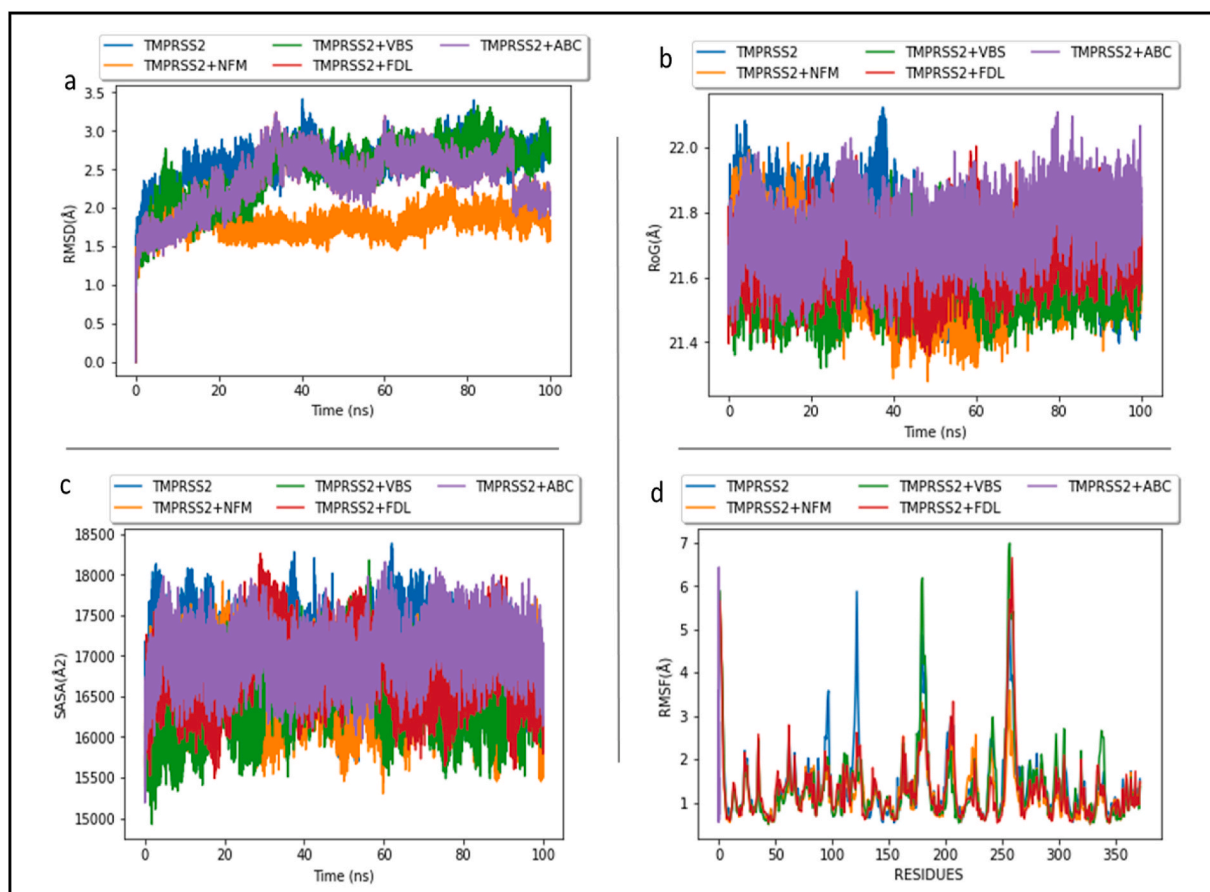 TMPRSS2 TMPRSS2+VBS TMPRSS2+ABC
TMPRSS2+NFM TMPRSS2+FDL
a
3.5
3.0
2.5
2.0
1.5
1.0
0.5
0.0
RMSD(Å)
0 20 40 60 80 100
Time (ns)
TMPRSS2 TMPRSS2+VBS TMPRSS2+ABC
TMPRSS2+NFM TMPRSS2+FDL
b
22.0
21.8
21.6
21.4
RoG(Å)
0 20 40 60 80 100
Time (ns)
TMPRSS2 TMPRSS2+VBS TMPRSS2+ABC
TMPRSS2+NFM TMPRSS2+FDL
c
18500
18000
17500
17000
16500
16000
15500
15000
SASA(Å2)
0 20 40 60 80 100
Time (ns)
TMPRSS2 TMPRSS2+VBS TMPRSS2+ABC
TMPRSS2+NFM TMPRSS2+FDL
d
7
6
5
4
3
2
1
RMSF(Å)
0 50 100 150 200 250 300 350
RESIDUES